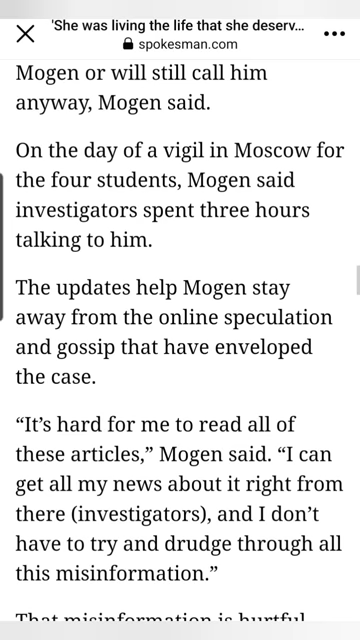 'She was living the life that she deserv...
spokesman.com
Mogen or will still call him
anyway, Mogen said.
On the day of a vigil in Moscow for
the four students, Mogen said
investigators spent three hours
talking to him.
The updates help Mogen stay
away from the online speculation
and gossip that have enveloped
the case.
“It’s hard for me to read all of
these articles,” Mogen said. “I can
get all my news about it right from
there (investigators), and I don’t
have to try and drudge through all
this misinformation.”
That misinformation is hurtful